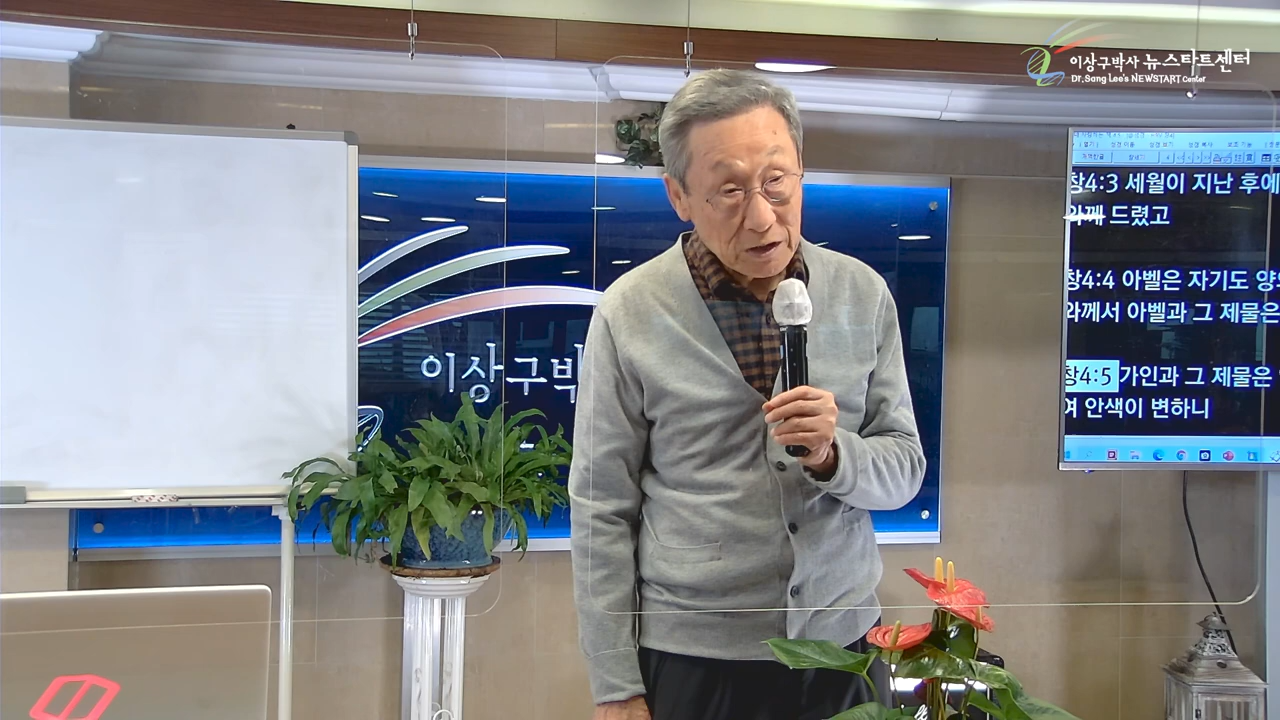 이상구박사 뉴스타트센터
Dr. Sang Lee's NEWSTART Center
이상구박
창4:3 세월이 지난 후에
와께 드렸고
창4:4 아벨은 자기도 양의
와께서 아벨과 그 제물은
창4:5 가인과 그 제물은
여 안색이 변하니